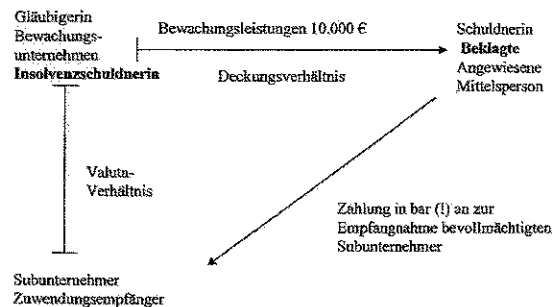 Gläubigerin
Bewachungs-
unternehmen
Insolvenzschuldnerin
Bewachungsleistungen 10.000 €
Deckungsverhältnis
Schuldnerin
Beklagte
Angewiesene
Mittelsperson
Valuta-
Verhältnis
Zahlung in bar (!) an zur
Empfangnahme bevollmächtigten
Subunternehmer
Subunternehmer
Zuwendungsempfänger